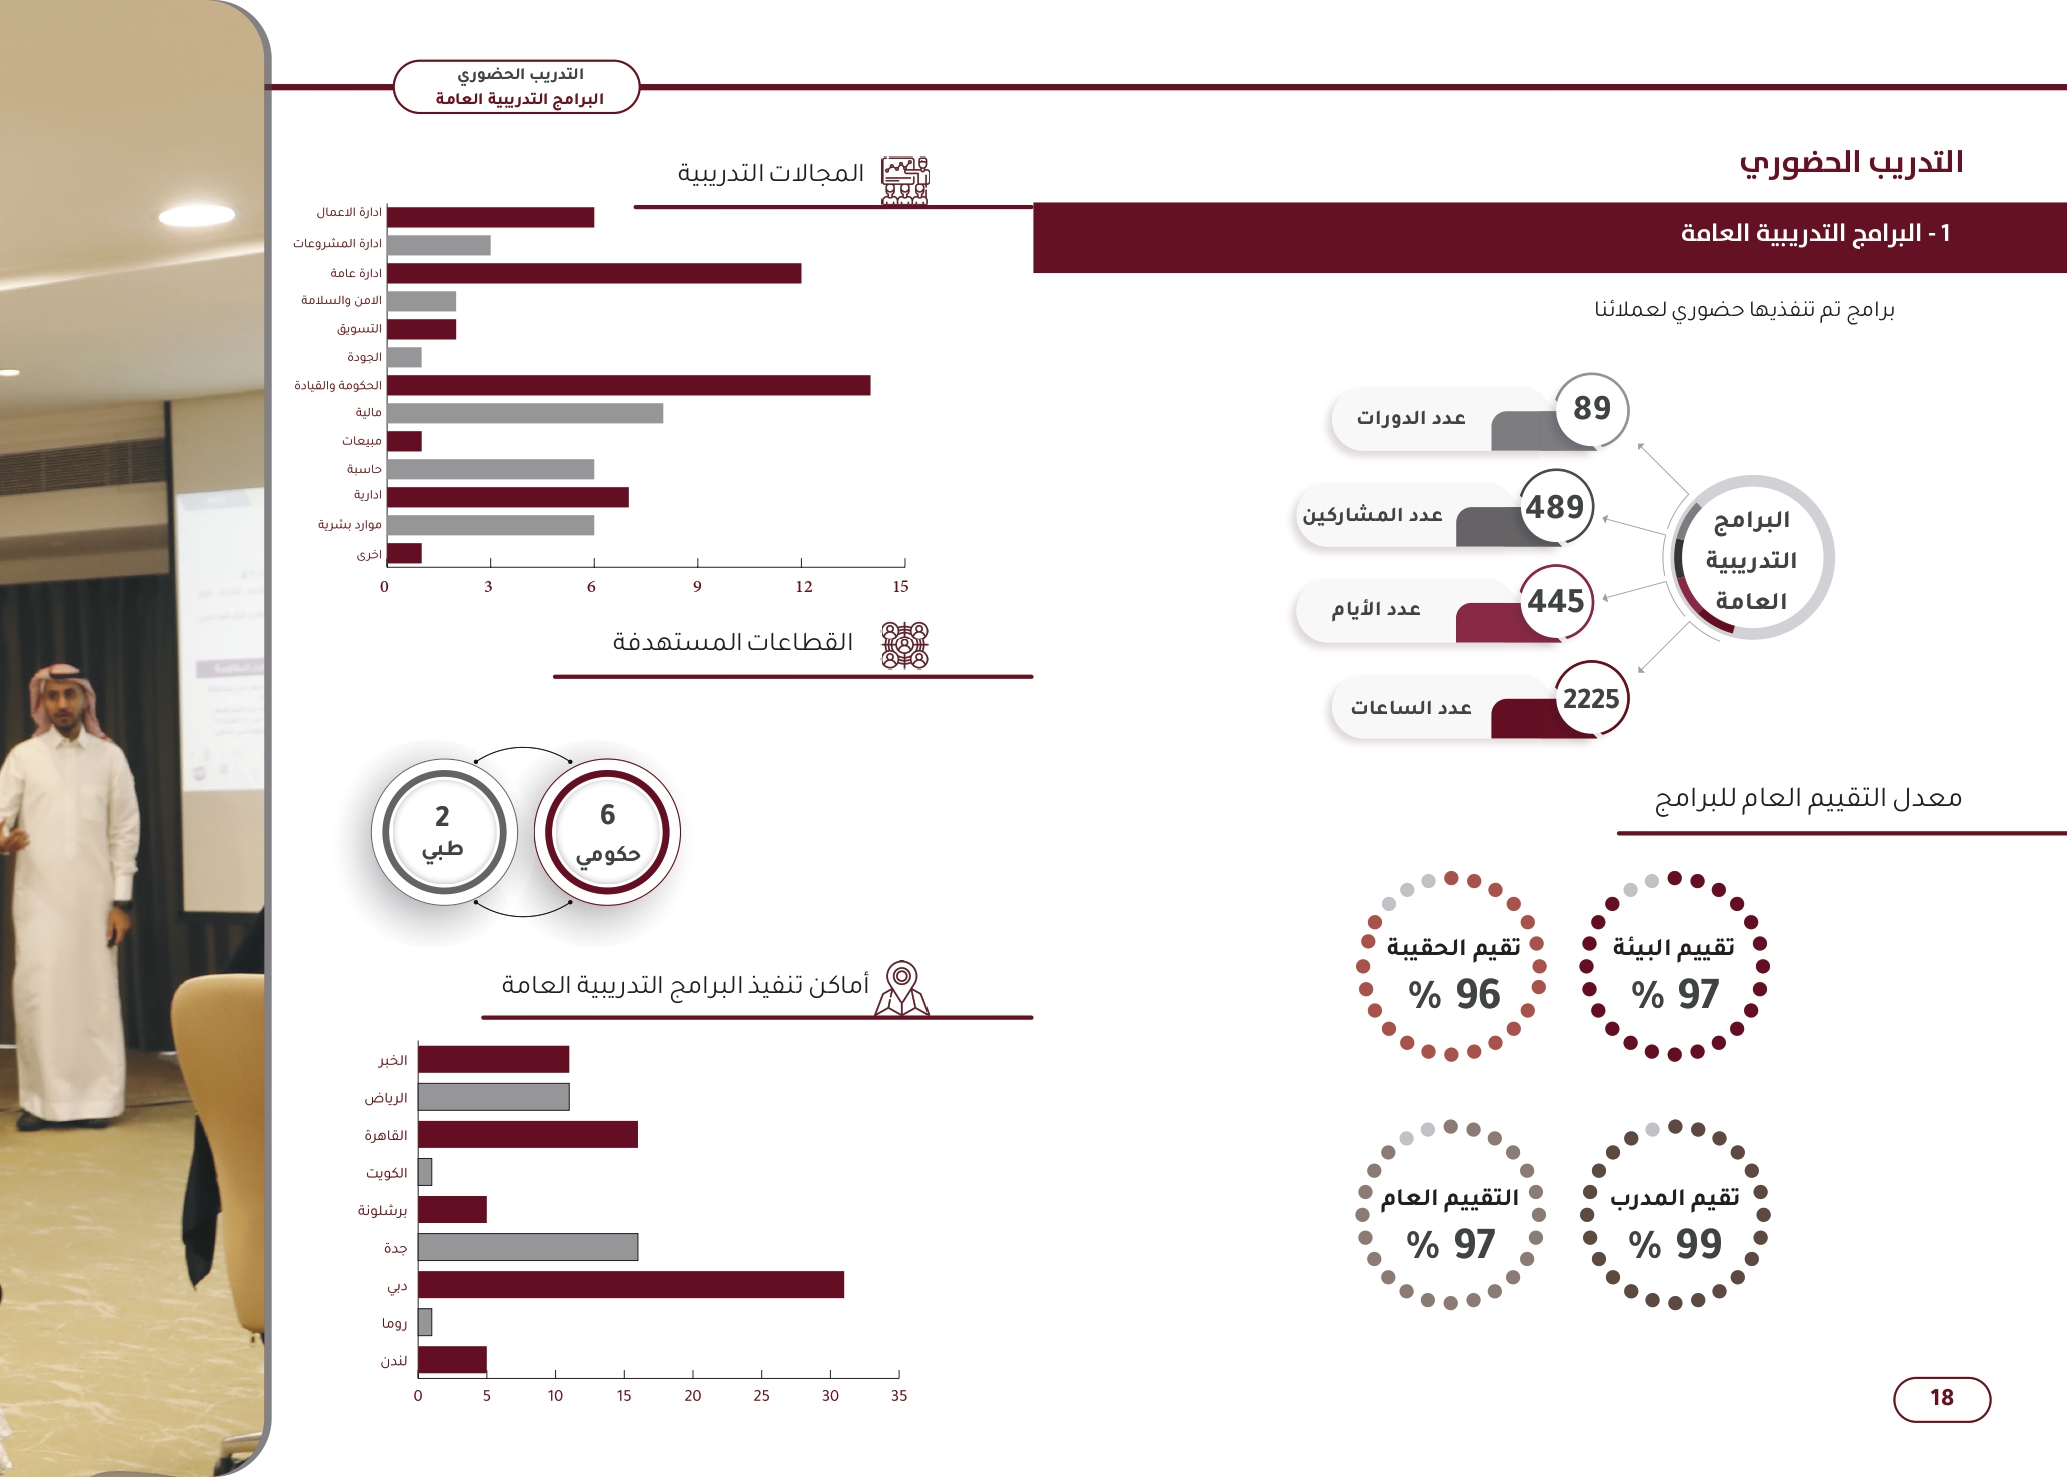 التدريب الحضوري
البرامج التدريبية العامة
التدريب الحضوري
1 - البرامج التدريبية العامة
برامج تم تنفذيها حضوري لعملائنا
البرامج
التدريبية
العامة
89
عدد الدورات
489
عدد المشاركين
445
عدد الأيام
2225
عدد الساعات
معدل التقييم العام للبرامج
تقييم البيئة
97 %
تقيم الحقيبة
96 %
تقيم المدرب
99 %
التقييم العام
97 %
18
المجالات التدريبية
ادارة الاعمال
ادارة المشروعات
ادارة عامة
الامن والسلامة
التسويق
الجودة
الحكومة والقيادة
مالية
مبيعات
حاسبة
ادارية
موارد بشرية
اخرى
0 3 6 9 12 15
القطاعات المستهدفة
6
حكومي
2
طبي
أماكن تنفيذ البرامج التدريبية العامة
الخبر
الرياض
القاهرة
الكويت
برشلونة
جدة
دبي
روما
لندن
0 5 10 15 20 25 30 35